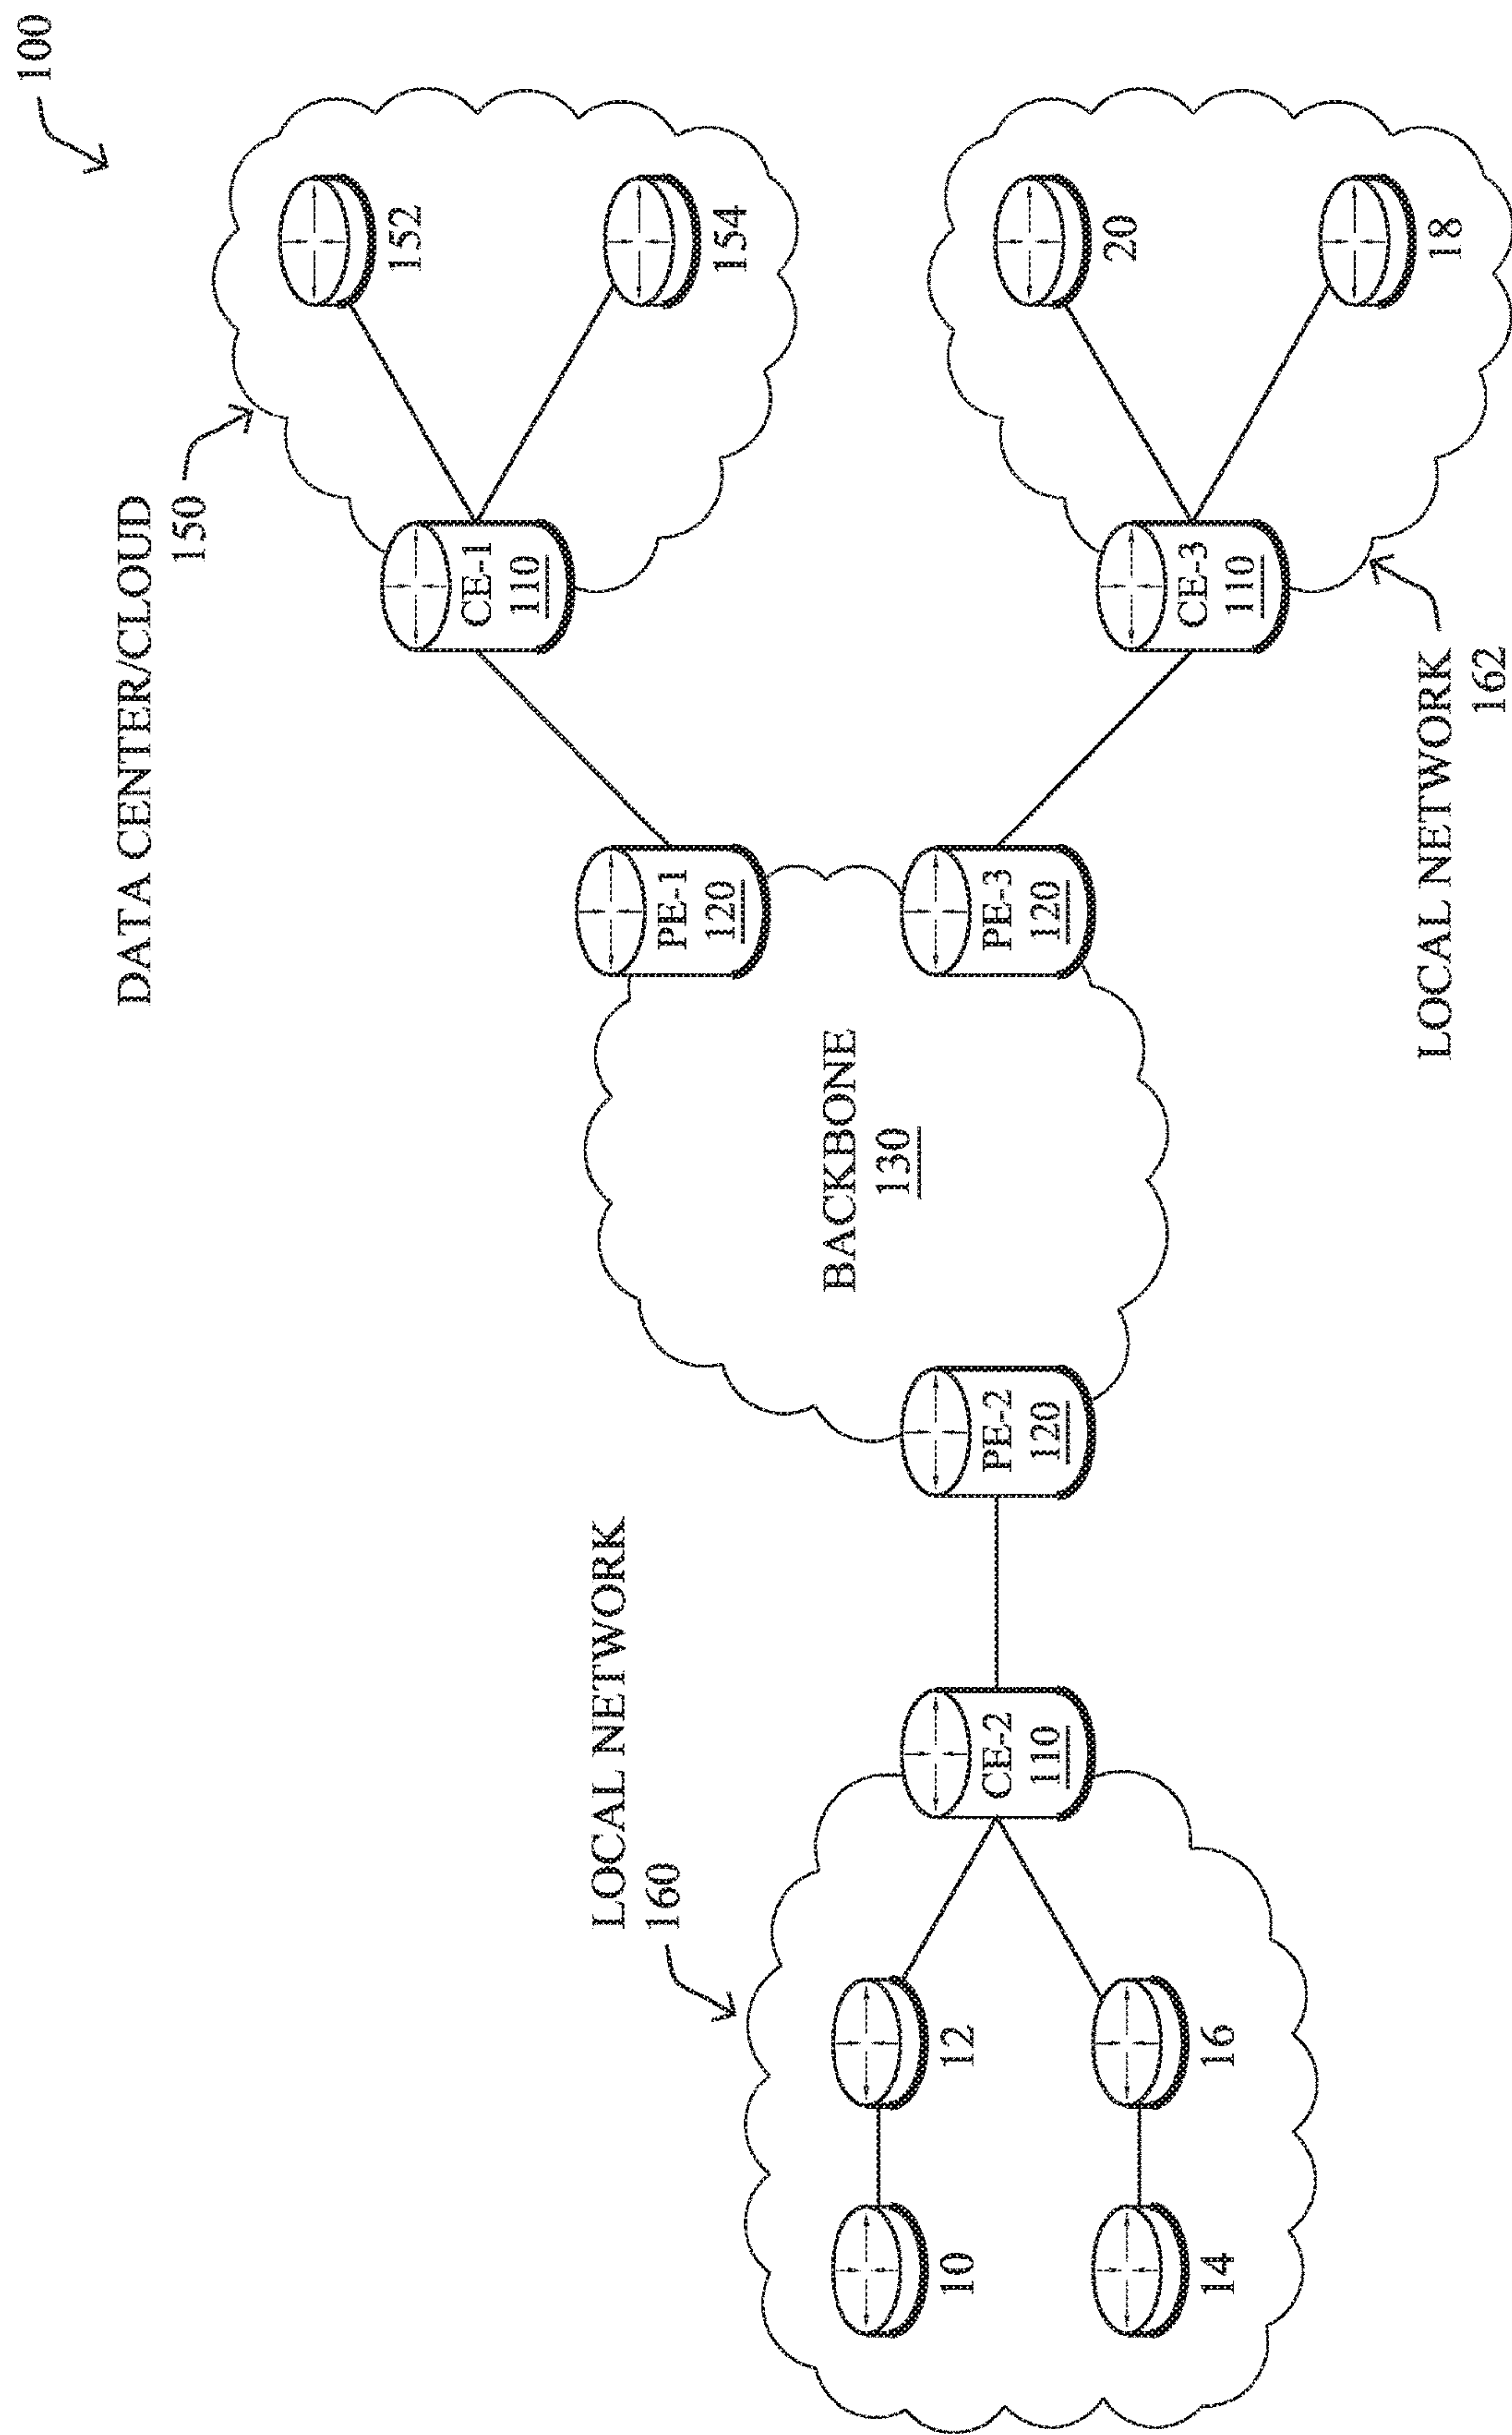 100
DATA CENTER/CLOUD
150
152
154
CE-1
110
PE-1
120
BACKBONE
130
PE-3
120
CE-3
110
20
18
LOCAL NETWORK
162
PE-2
120
LOCAL NETWORK
160
CE-2
110
10
12
14
16